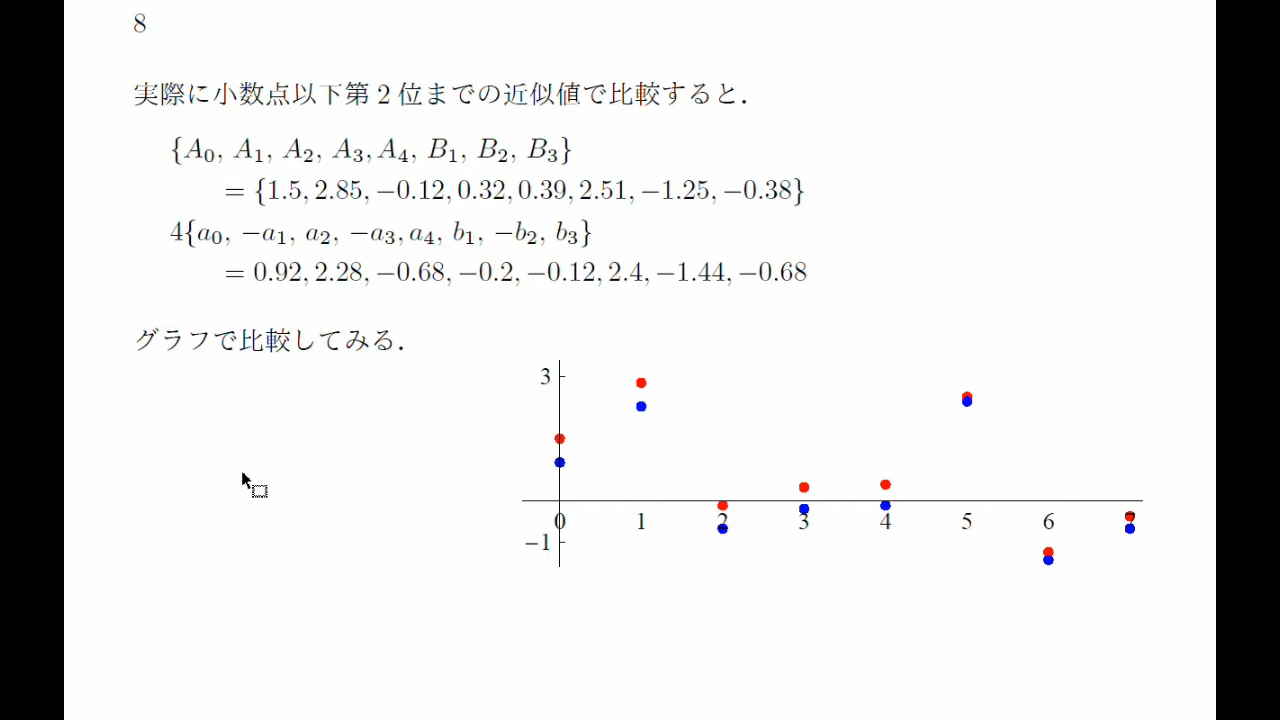 8
実際に小数点以下第 2 位までの近似値で比較すると．
{A₀, A₁, A₂, A₃, A₄, B₁, B₂, B₃}
= {1.5, 2.85, −0.12, 0.32, 0.39, 2.51, −1.25, −0.38}
4{a₀, −a₁, a₂, −a₃, a₄, b₁, −b₂, b₃}
= 0.92, 2.28, −0.68, −0.2, −0.12, 2.4, −1.44, −0.68
グラフで比較してみる．
3
0 1 2 3 4 5 6
−1